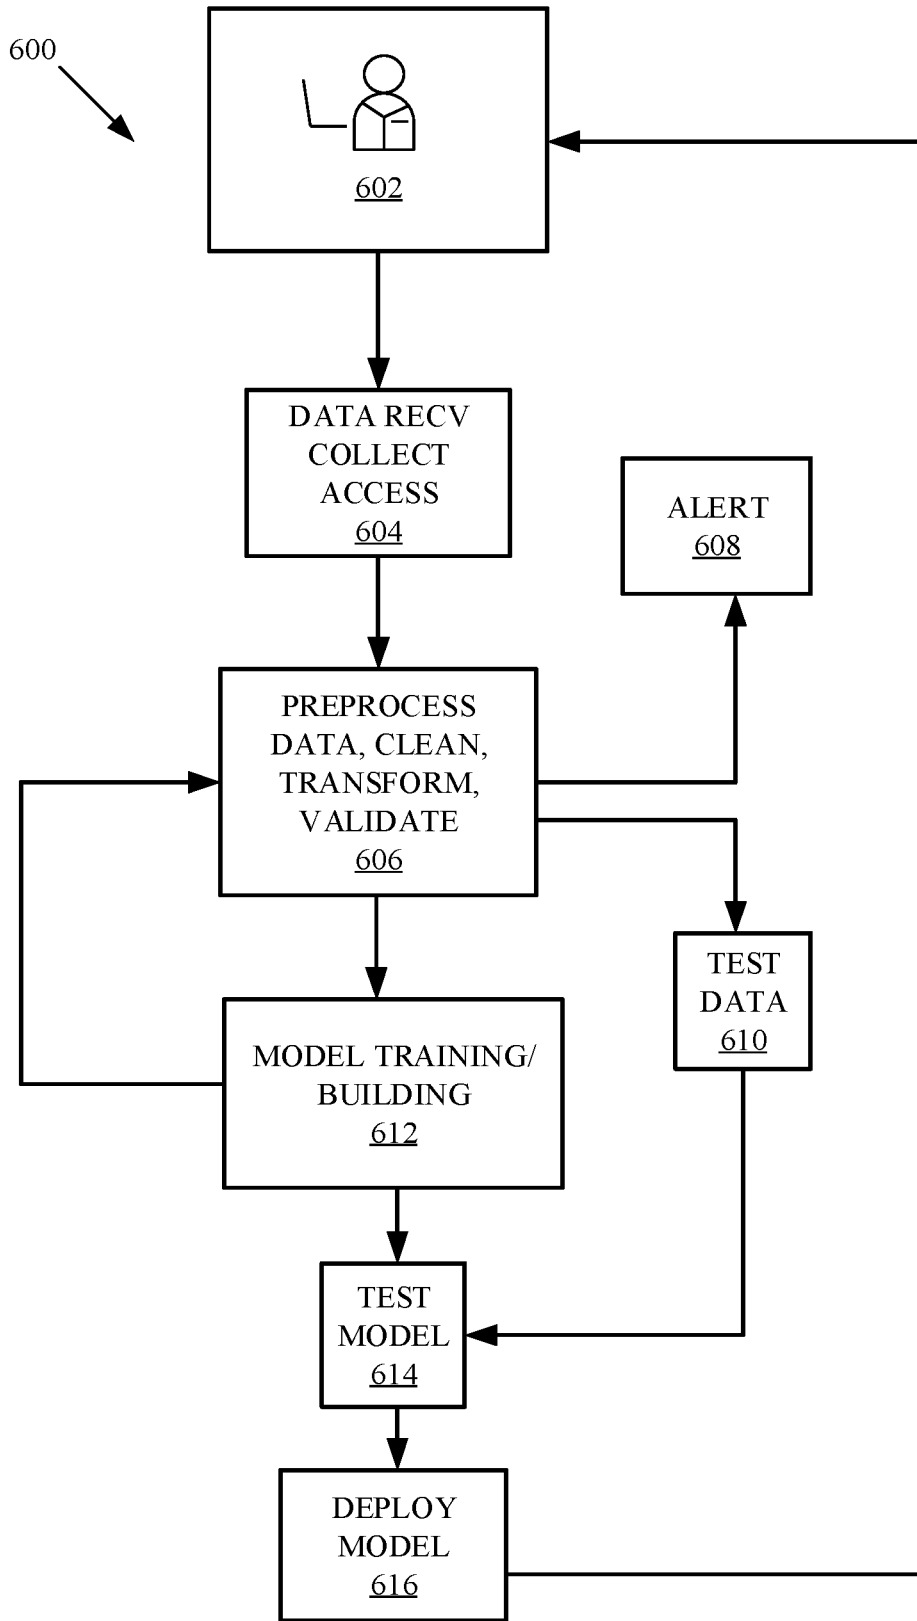 600
602
DATA RECV
COLLECT
ACCESS
604
ALERT
608
PREPROCESS
DATA, CLEAN,
TRANSFORM,
VALIDATE
606
TEST
DATA
610
MODEL TRAINING/
BUILDING
612
TEST
MODEL
614
DEPLOY
MODEL
616